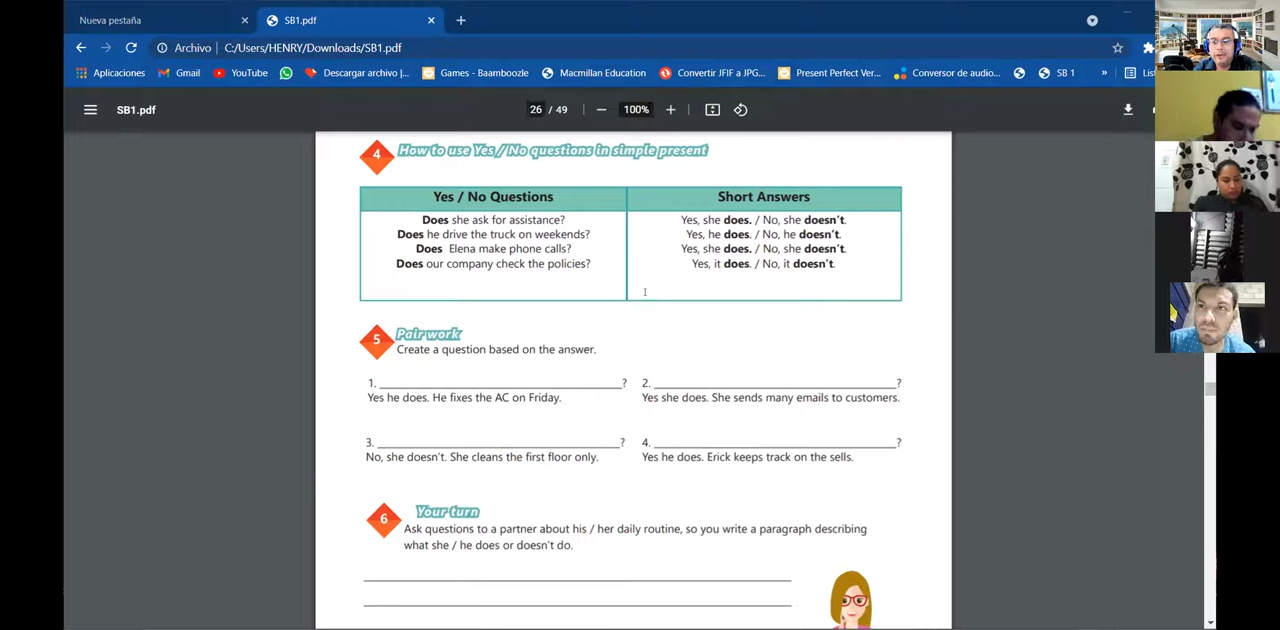 Nueva pestaña
SB1.pdf
Archivo
C:/Users/HENRY/Downloads/SB1.pdf
Aplicaciones
Gmail
YouTube
Descargar archivo |...
Games - Baamboozle
Macmillan Education
Convertir JFIF a JPG...
Present Perfect Ver...
Conversor de audio...
SB 1
»
SB1.pdf
26 / 49
100%
4 How to use Yes / No questions in simple present
Yes / No Questions
Short Answers
Does she ask for assistance?
Yes, she does. / No, she doesn't.
Does he drive the truck on weekends?
Yes, he does. / No, he doesn't.
Does Elena make phone calls?
Yes, she does. / No, she doesn't.
Does our company check the policies?
Yes, it does. / No, it doesn't.
5 Pair work
Create a question based on the answer.
1. ______________________________?
2. ______________________________?
Yes he does. He fixes the AC on Friday.
Yes she does. She sends many emails to customers.
3. ______________________________?
4. ______________________________?
No, she doesn't. She cleans the first floor only.
Yes he does. Erick keeps track on the sells.
6 Your turn
Ask questions to a partner about his / her daily routine, so you write a paragraph describing
what she / he does or doesn't do.